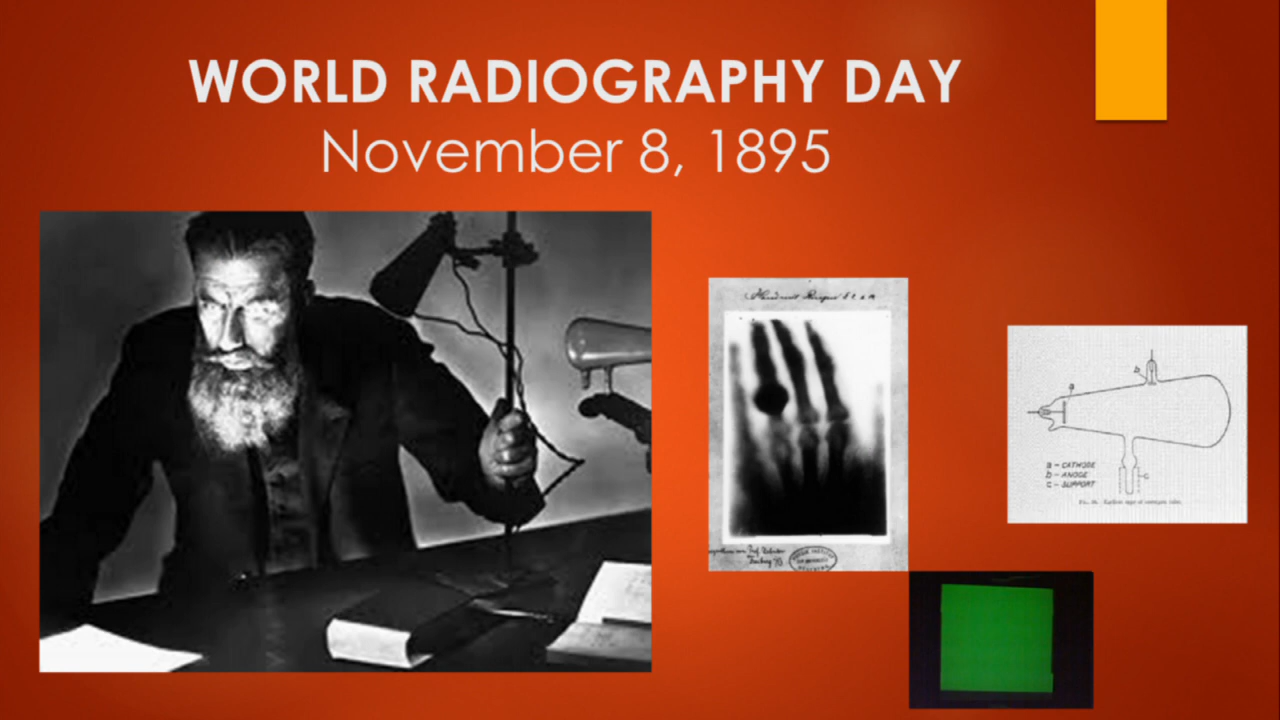 WORLD RADIOGRAPHY DAY
November 8, 1895
b
a
c
a – CATHODE
b – ANODE
c – SUPPORT